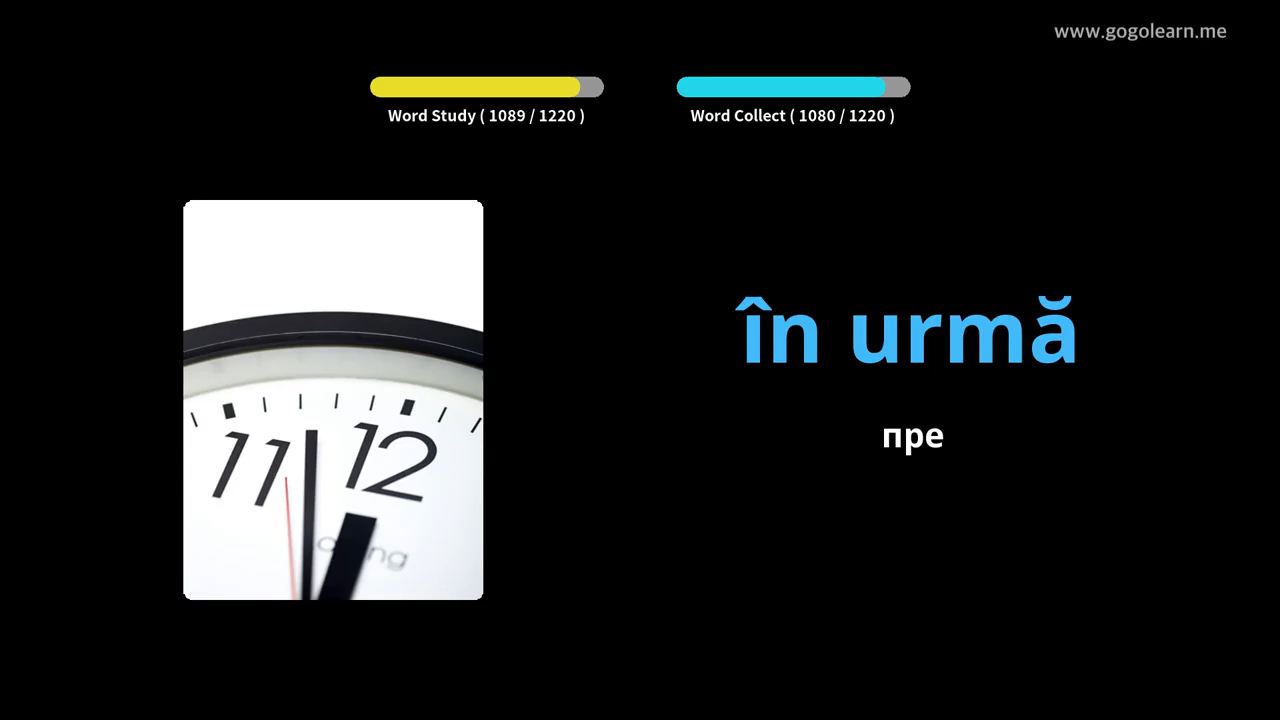 www.gogolearn.me
Word Study ( 1089 / 1220 )
Word Collect ( 1080 / 1220 )
11 12
în urmă
пре